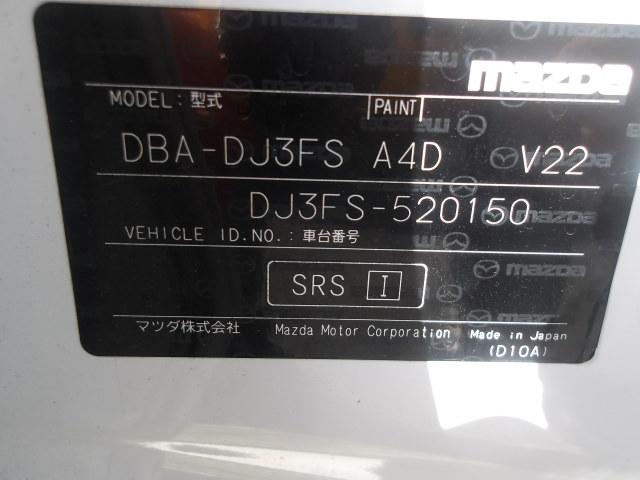 mazda
MODEL: 型式 PAINT
DBA-DJ3FS A4D V22
DJ3FS-520150
VEHICLE ID.NO.: 車台番号
SRS I
マツダ株式会社 Mazda Motor Corporation Made in Japan
(D10A)